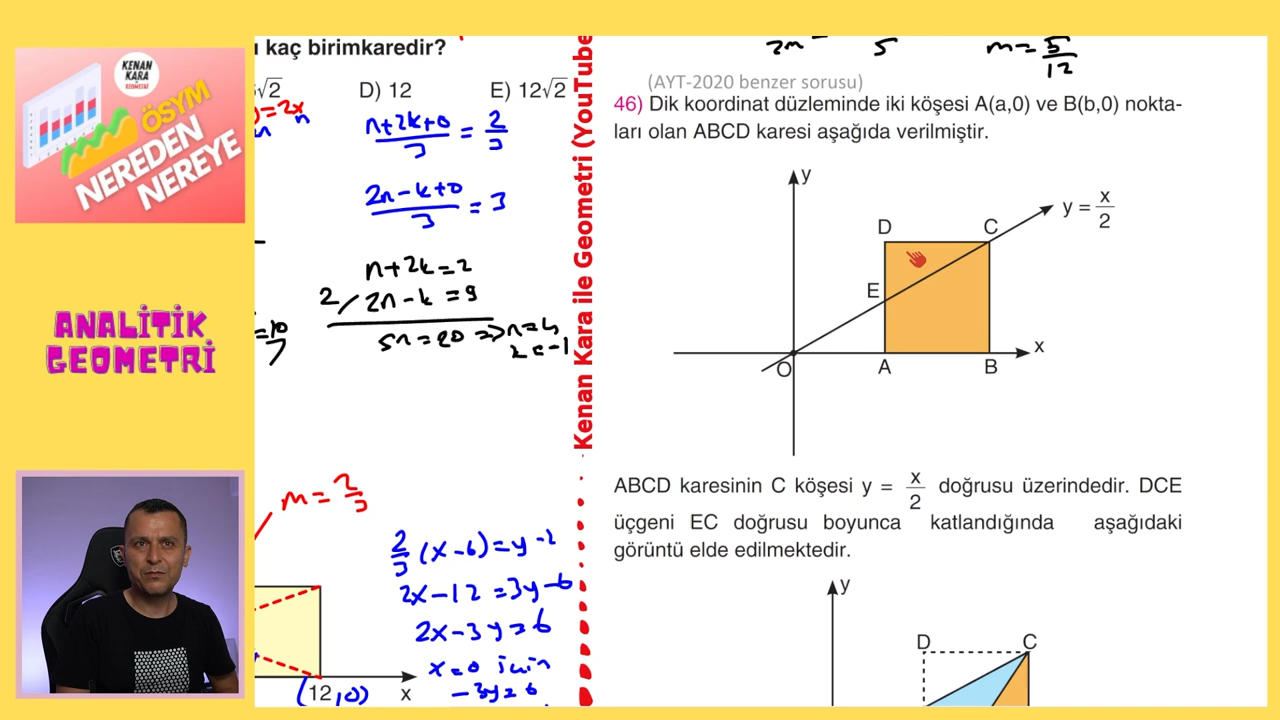 KENAN
KARA
ile
GEOMETRİ
ÖSYM
NEREDEN
NEREYE
ANALİTİK
GEOMETRİ
kaç birimkaredir?
√2 D) 12 E) 12√2
n+2k+0/3 = 2/3
2n-k+0/3 = 3
n+2k=2
2/ 2n-k=9
5n=20 => n=4
k=-1
m=2/3
2/3 (x-6)=y-2
2x-12=3y-6
2x-3y=6
x=0 için
-3y=6
(12,0) x
Kenan Kara ile Geometri (YouTube
5
m=5/12
(AYT-2020 benzer sorusu)
46) Dik koordinat düzleminde iki köşesi A(a,0) ve B(b,0) nokta-
ları olan ABCD karesi aşağıda verilmiştir.
y
D C y = x/2
E
x
O A B
ABCD karesinin C köşesi y = x/2 doğrusu üzerindedir. DCE
üçgeni EC doğrusu boyunca katlandığında aşağıdaki
görüntü elde edilmektedir.
y
D C